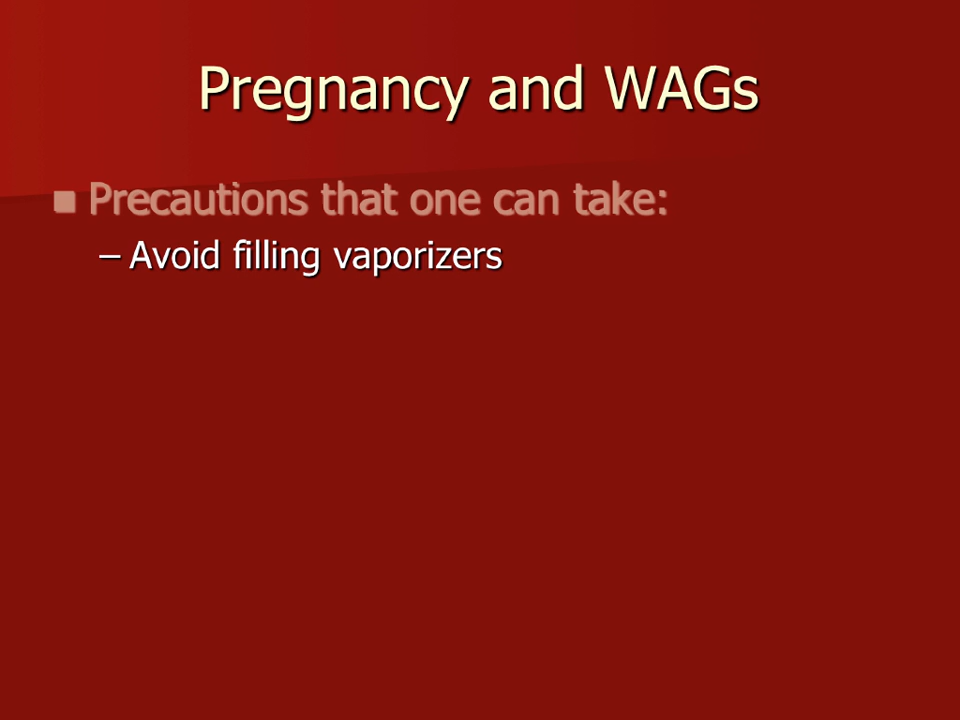 Pregnancy and WAGs
■ Precautions that one can take:
– Avoid filling vaporizers